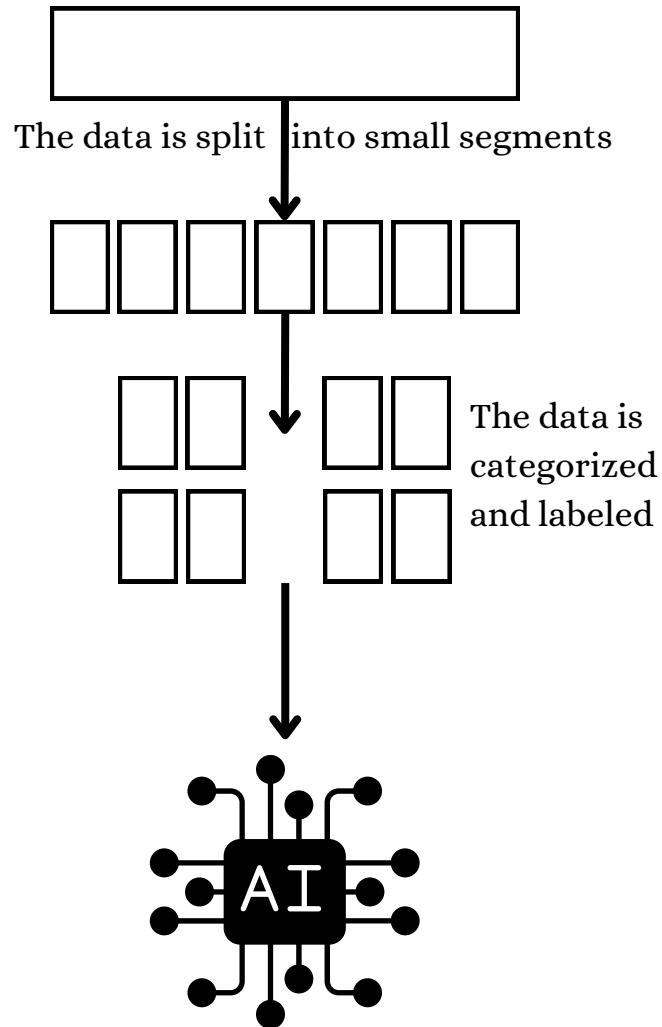 The data is split into small segments
The data is
categorized
and labeled
AI